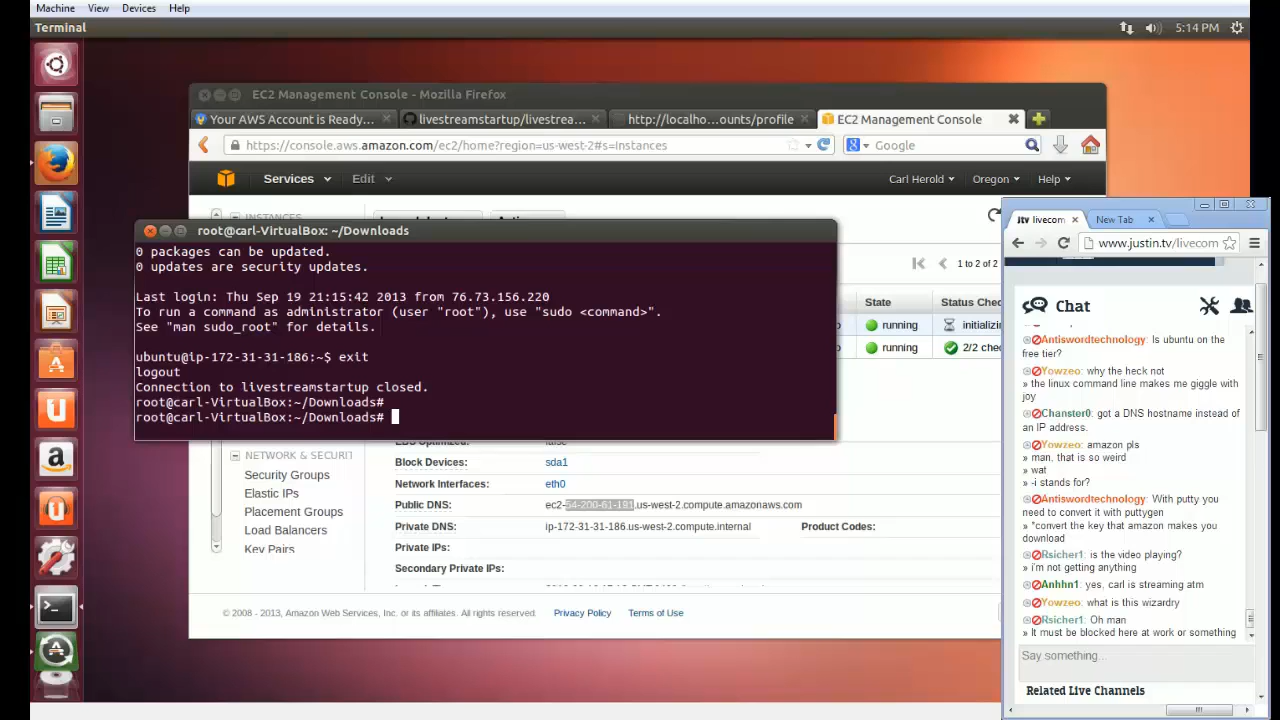 Machine View Devices Help
Terminal
5:14 PM
EC2 Management Console - Mozilla Firefox
Your AWS Account is Ready...
livestreamstartup/livestrea...
http://localho...ounts/profile
EC2 Management Console
https://console.aws.amazon.com/ec2/home?region=us-west-2#s=Instances
Google
Services
Edit
Carl Herold
Oregon
Help
INSTANCES
root@carl-VirtualBox: ~/Downloads
0 packages can be updated.
0 updates are security updates.
Last login: Thu Sep 19 21:15:42 2013 from 76.73.156.220
To run a command as administrator (user "root"), use "sudo <command>".
See "man sudo_root" for details.
ubuntu@ip-172-31-31-186:~$ exit
logout
Connection to livestreamstartup closed.
root@carl-VirtualBox:~/Downloads#
root@carl-VirtualBox:~/Downloads#
1 to 2 of 2
State
Status Chec
running
initializin
running
2/2 che
NETWORK & SECURIT
Security Groups
Elastic IPs
Placement Groups
Load Balancers
Key Pairs
EBS Optimized: false
Block Devices: sda1
Network Interfaces: eth0
Public DNS: ec2-54-200-61-191.us-west-2.compute.amazonaws.com
Private DNS: ip-172-31-31-186.us-west-2.compute.internal
Product Codes:
Private IPs:
Secondary Private IPs:
© 2008 - 2013, Amazon Web Services, Inc. or its affiliates. All rights reserved.
Privacy Policy
Terms of Use
jtv livecom
New Tab
www.justin.tv/livecom
Chat
Antiswordtechnology: Is ubuntu on the
free tier?
Yowzeo: why the heck not
» the linux command line makes me giggle with
joy
Chanster0: got a DNS hostname instead of
an IP address.
Yowzeo: amazon pls
» man, that is so weird
» wat
» -i stands for?
Antiswordtechnology: With putty you
need to convert it with puttygen
» *convert the key that amazon makes you
download
Rsicher1: is the video playing?
» i'm not getting anything
Anhhn1: yes, carl is streaming atm
Yowzeo: what is this wizardry
Rsicher1: Oh man
» It must be blocked here at work or something
Say something...
Related Live Channels